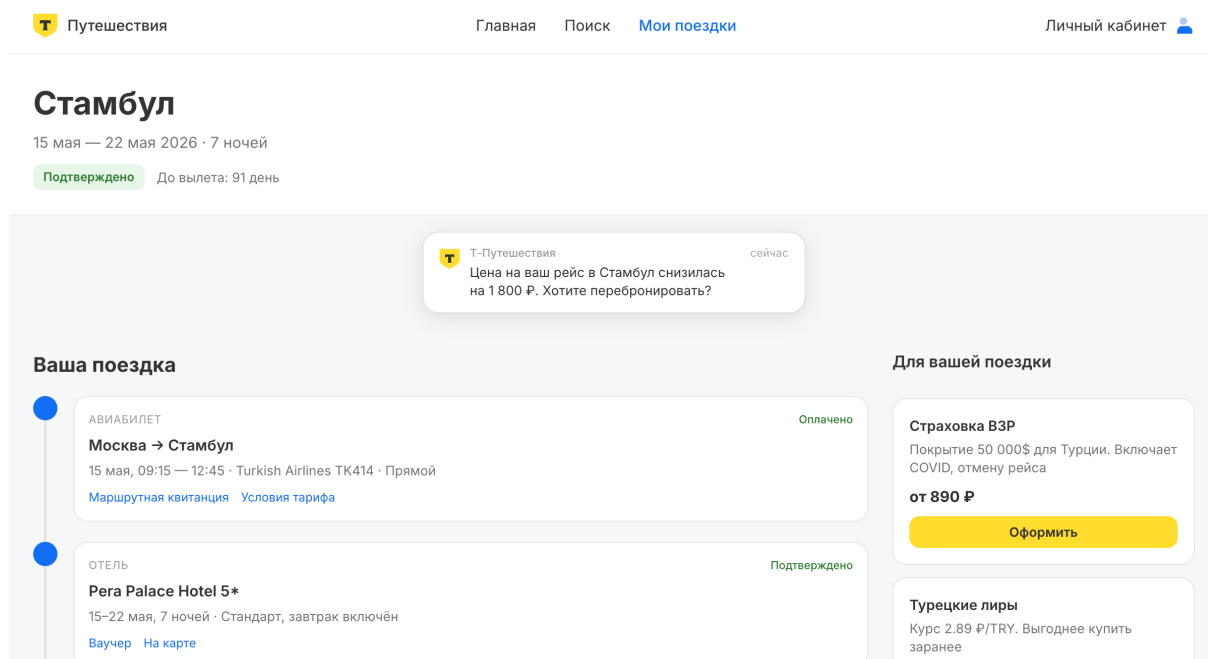 Т Путешествия
Главная Поиск Мои поездки
Личный кабинет
Стамбул
15 мая — 22 мая 2026 · 7 ночей
Подтверждено До вылета: 91 день
Т
Т-Путешествия сейчас
Цена на ваш рейс в Стамбул снизилась
на 1 800 ₽. Хотите перебронировать?
Ваша поездка
АВИАБИЛЕТ Оплачено
Москва → Стамбул
15 мая, 09:15 — 12:45 · Turkish Airlines TK414 · Прямой
Маршрутная квитанция Условия тарифа
ОТЕЛЬ Подтверждено
Pera Palace Hotel 5*
15–22 мая, 7 ночей · Стандарт, завтрак включён
Ваучер На карте
Для вашей поездки
Страховка ВЗР
Покрытие 50 000$ для Турции. Включает
COVID, отмену рейса
от 890 ₽
Оформить
Турецкие лиры
Курс 2.89 ₽/TRY. Выгоднее купить
заранее